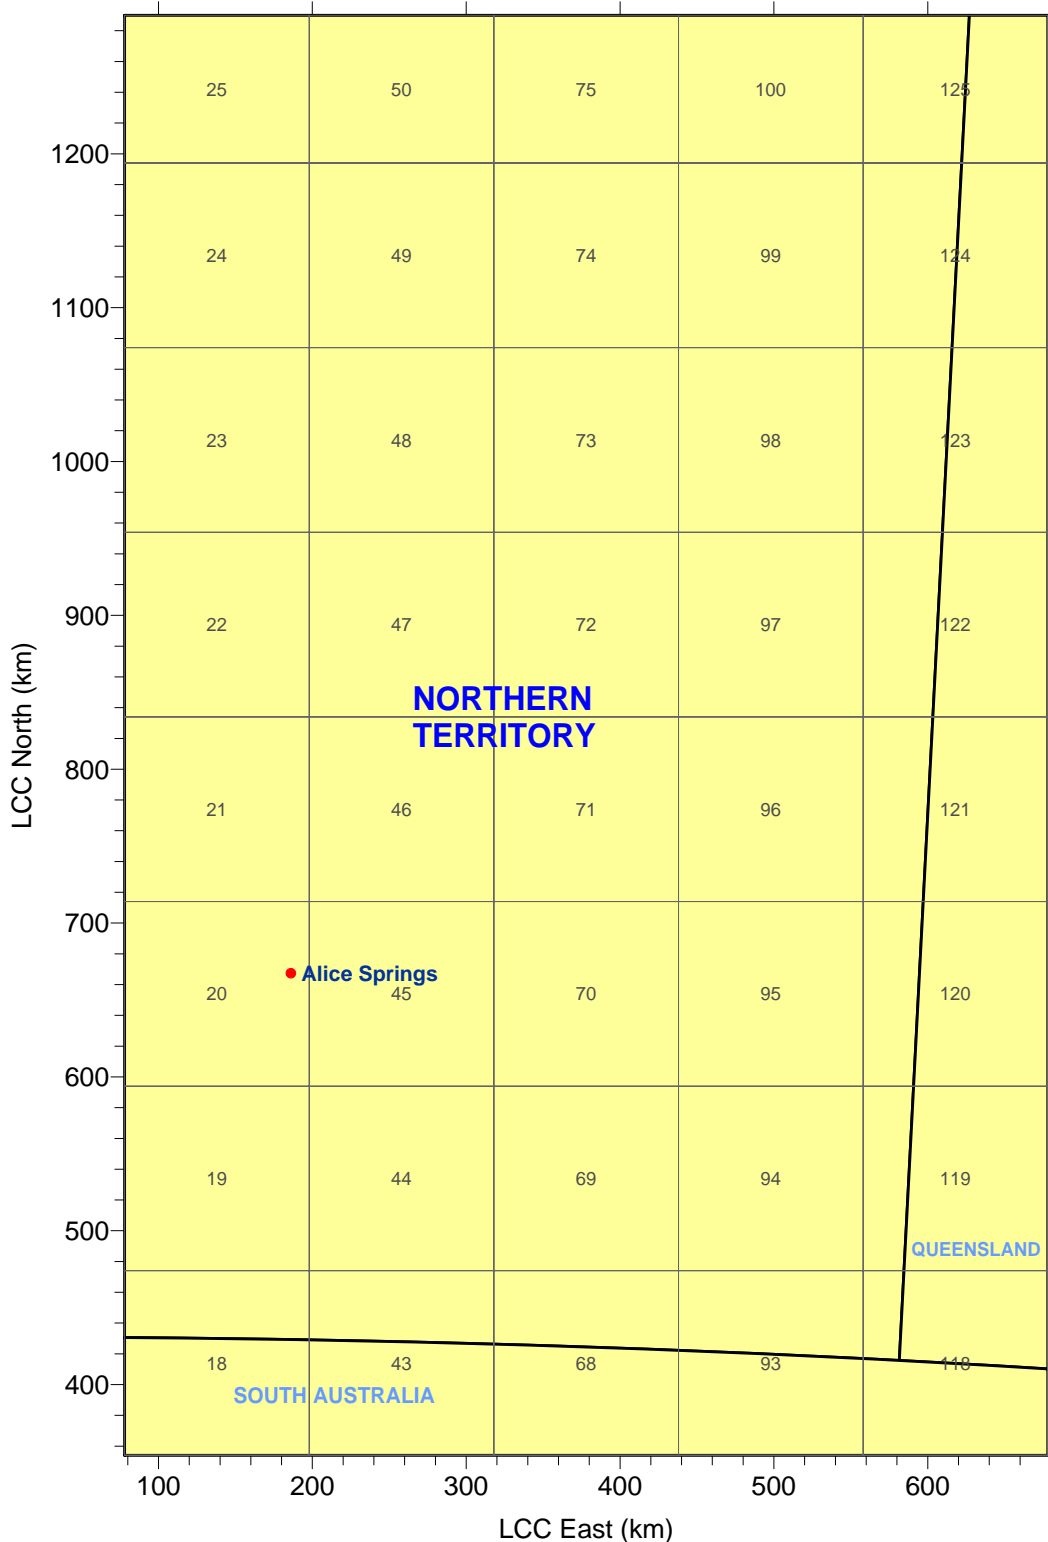 25 50 75 100 125
1200
24 49 74 99 124
1100
23 48 73 98 123
1000
900
22 47 72 97 122
NORTHERN
TERRITORY
LCC North (km)
800
21 46 71 96 121
700
Alice Springs
20 45 70 95 120
600
19 44 69 94 119
500
QUEENSLAND
18 43 68 93 118
400
SOUTH AUSTRALIA
100 200 300 400 500 600
LCC East (km)